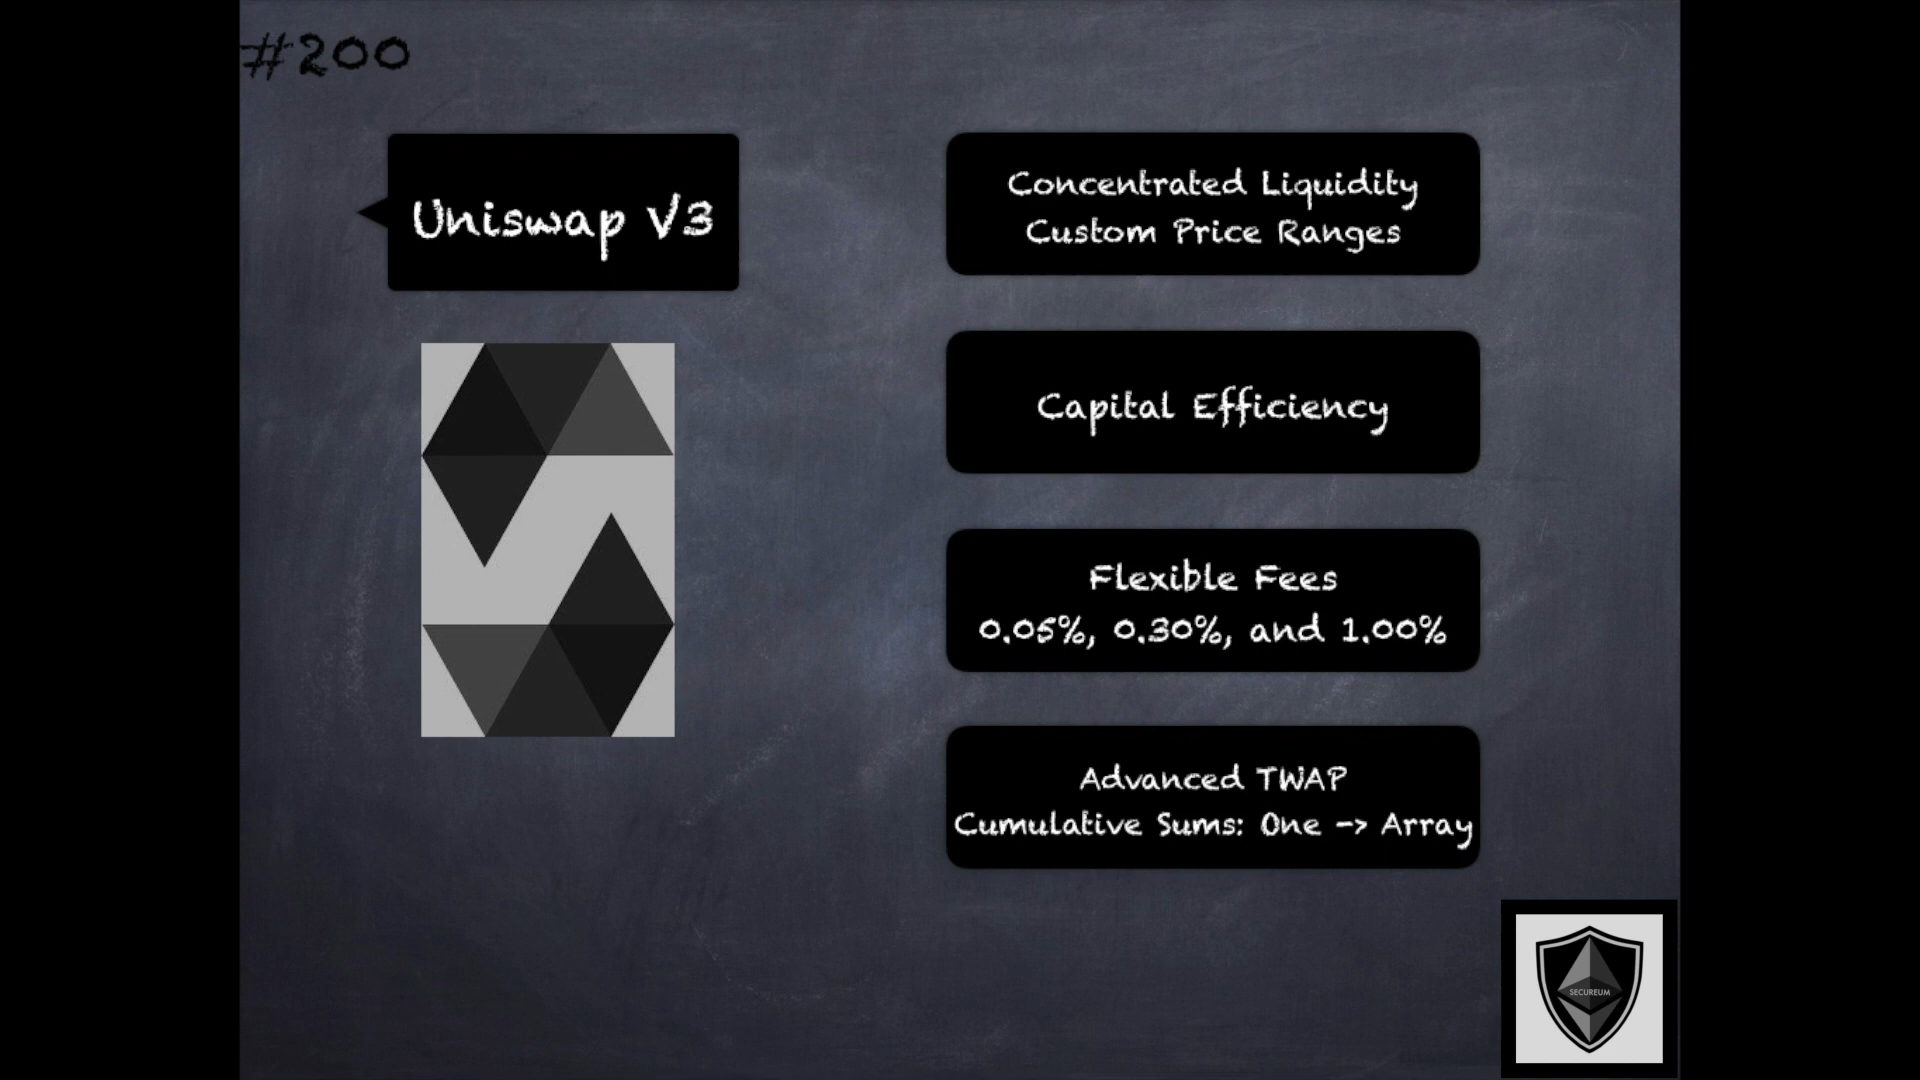 #200
Uniswap V3
Concentrated Liquidity
Custom Price Ranges
Capital Efficiency
Flexible Fees
0.05%, 0.30%, and 1.00%
Advanced TWAP
Cumulative Sums: One -> Array
SECUREUM